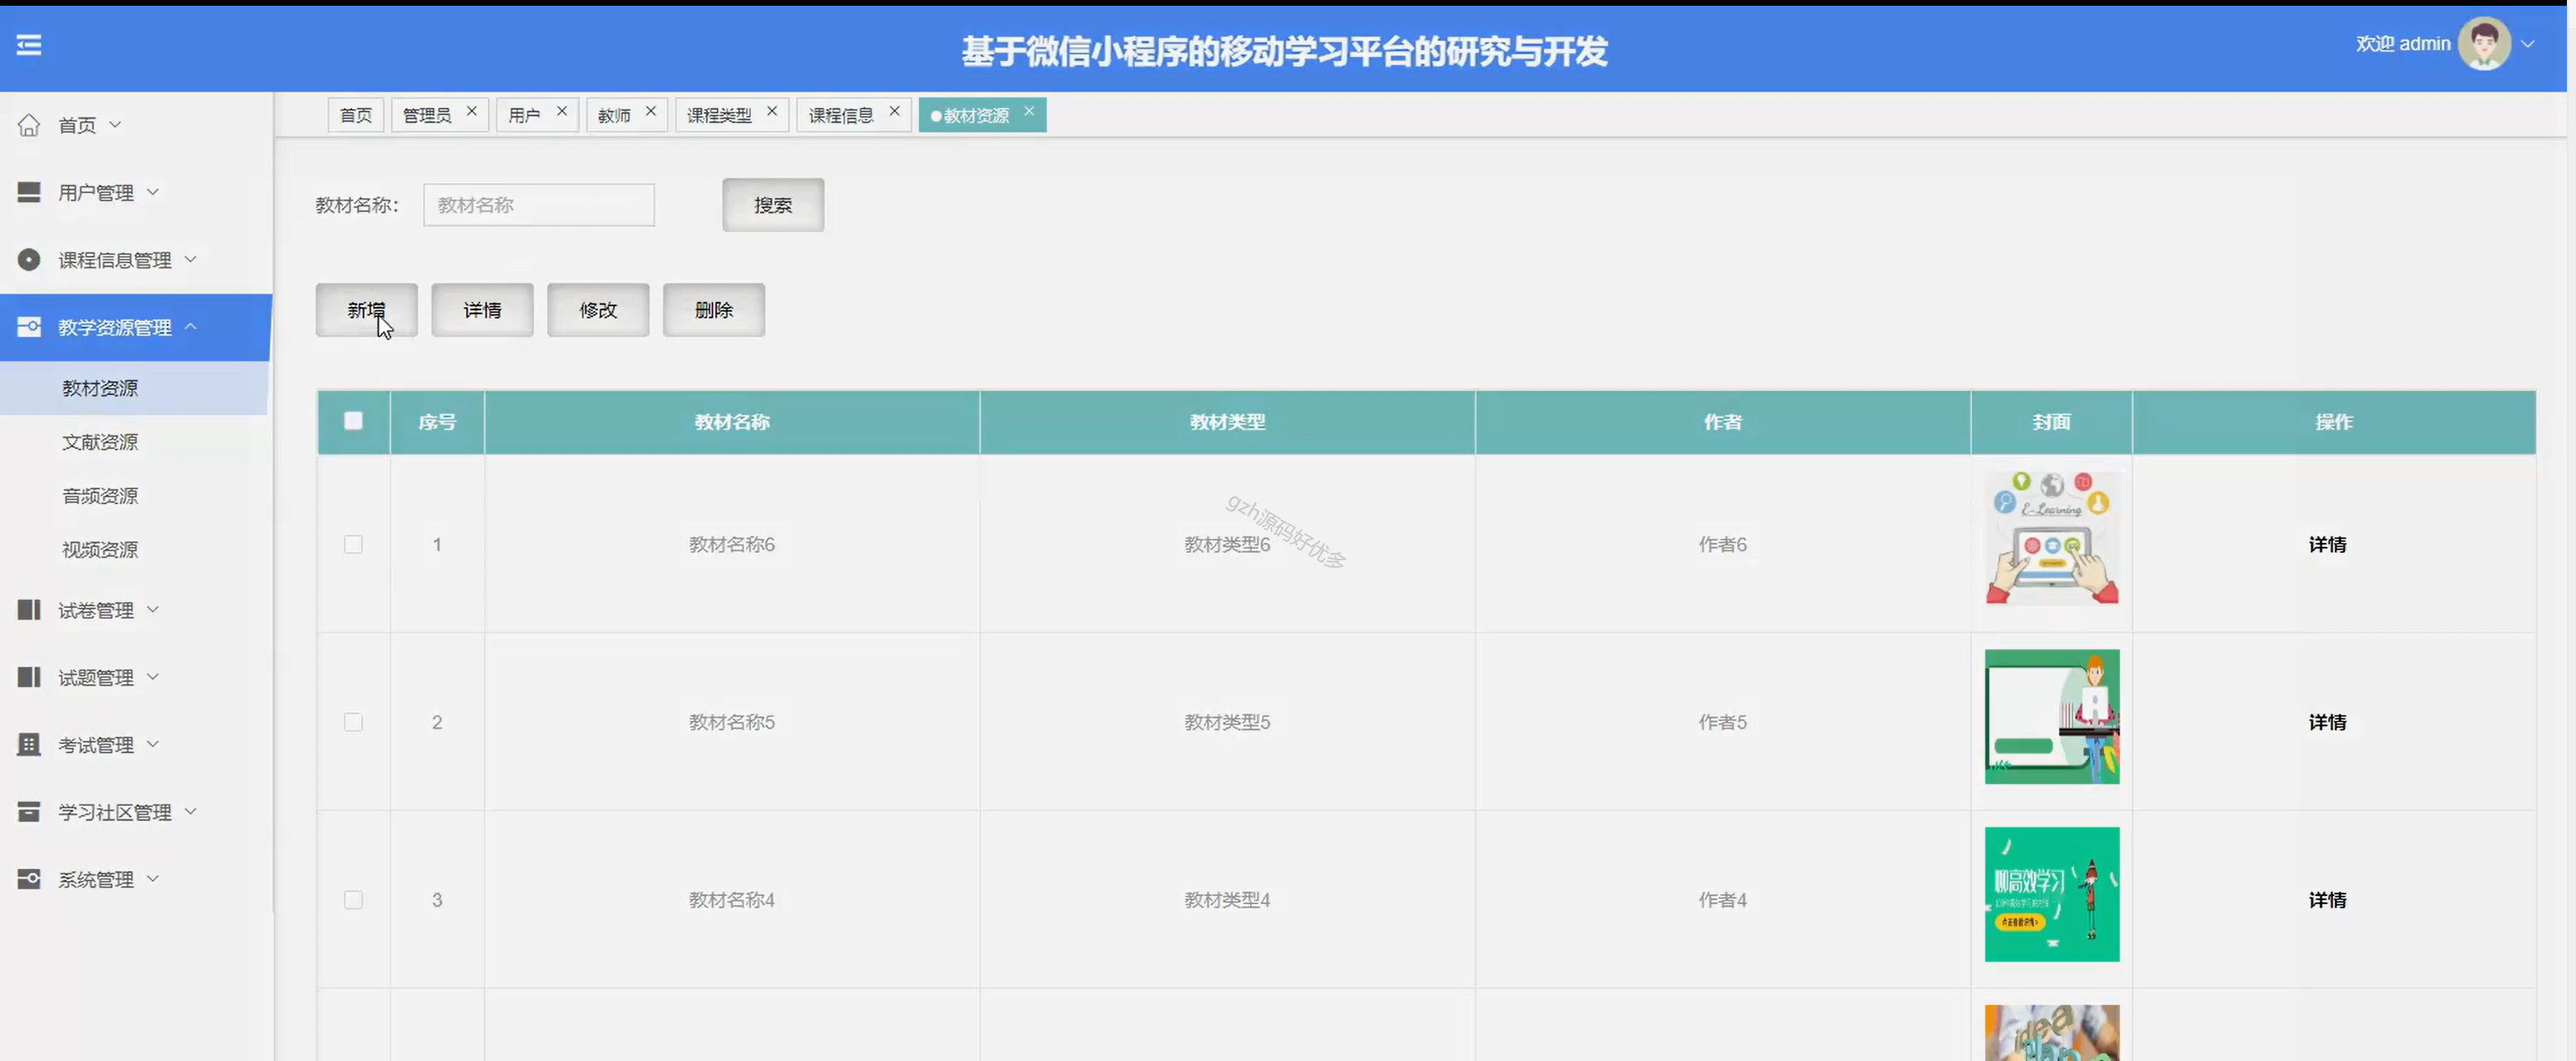 基于微信小程序的移动学习平台的研究与开发
欢迎 admin
首页
用户管理
课程信息管理
教学资源管理
教材资源
文献资源
音频资源
视频资源
试卷管理
试题管理
考试管理
学习社区管理
系统管理
首页 管理员 用户 教师 课程类型 课程信息 教材资源
教材名称： 教材名称 搜索
新增 详情 修改 删除
序号 教材名称 教材类型 作者 封面 操作
1 教材名称6 教材类型6 作者6 详情
gzh源码好优多
E-Learning
2 教材名称5 教材类型5 作者5 详情
3 教材名称4 教材类型4 作者4 详情
聊高效学习
idea